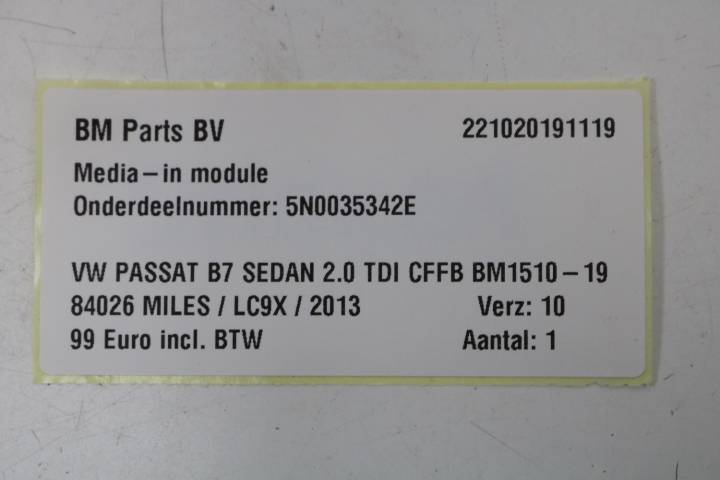 BM Parts BV 221020191119
Media-in module
Onderdeelnummer: 5N0035342E
VW PASSAT B7 SEDAN 2.0 TDI CFFB BM1510-19
84026 MILES / LC9X / 2013 Verz: 10
99 Euro incl. BTW Aantal: 1